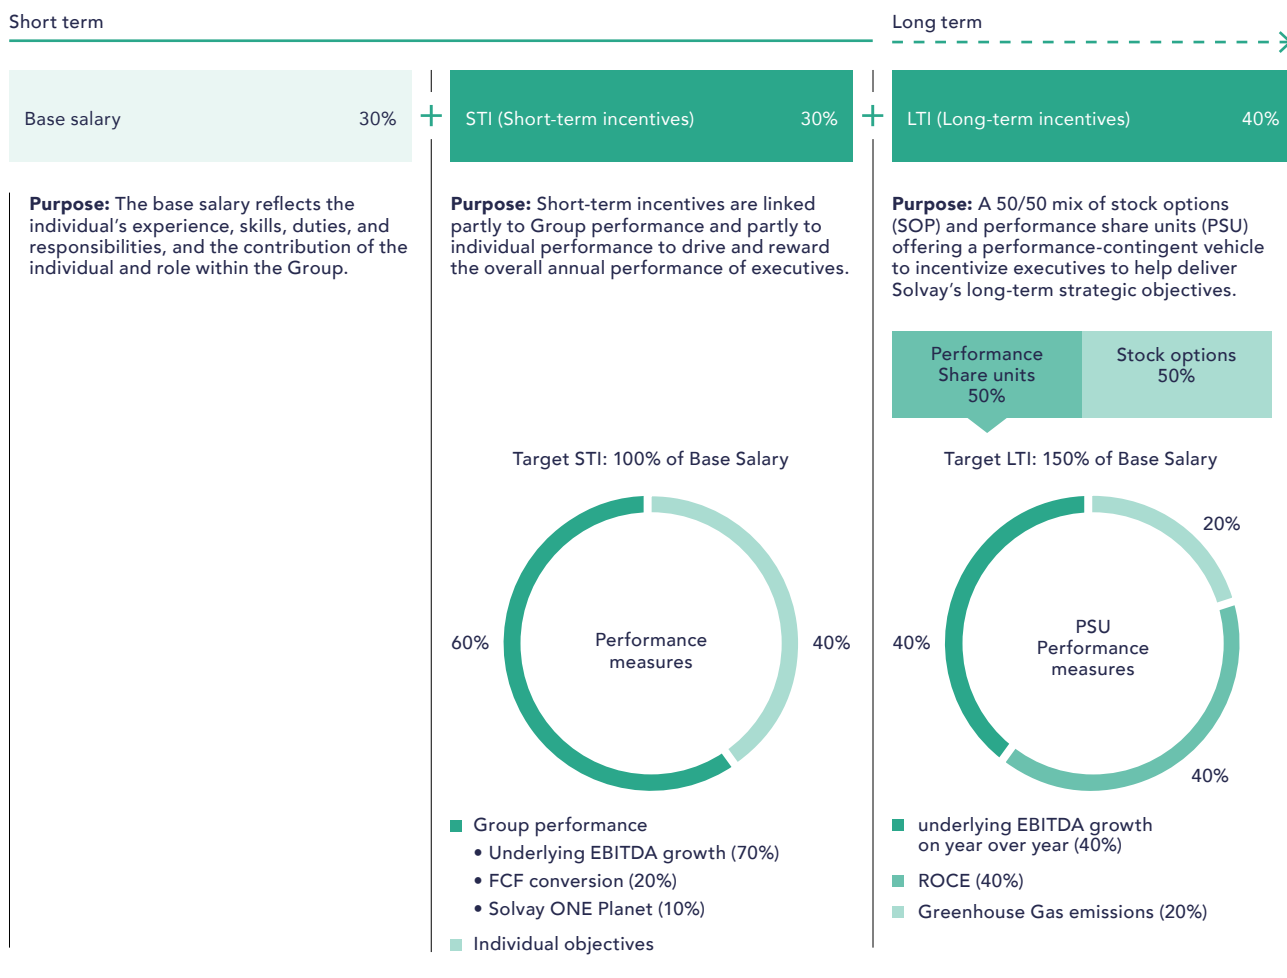 Short term
Long term
Base salary 30%
+
STI (Short-term incentives) 30%
+
LTI (Long-term incentives) 40%
Purpose: The base salary reflects the
individual’s experience, skills, duties, and
responsibilities, and the contribution of the
individual and role within the Group.
Purpose: Short-term incentives are linked
partly to Group performance and partly to
individual performance to drive and reward
the overall annual performance of executives.
Purpose: A 50/50 mix of stock options
(SOP) and performance share units (PSU)
offering a performance-contingent vehicle
to incentivize executives to help deliver
Solvay’s long-term strategic objectives.
Performance
Share units
50%
Stock options
50%
Target STI: 100% of Base Salary
60%
Performance
measures
40%
Group performance
• Underlying EBITDA growth (70%)
• FCF conversion (20%)
• Solvay ONE Planet (10%)
Individual objectives
Target LTI: 150% of Base Salary
20%
40%
PSU
Performance
measures
40%
underlying EBITDA growth
on year over year (40%)
ROCE (40%)
Greenhouse Gas emissions (20%)